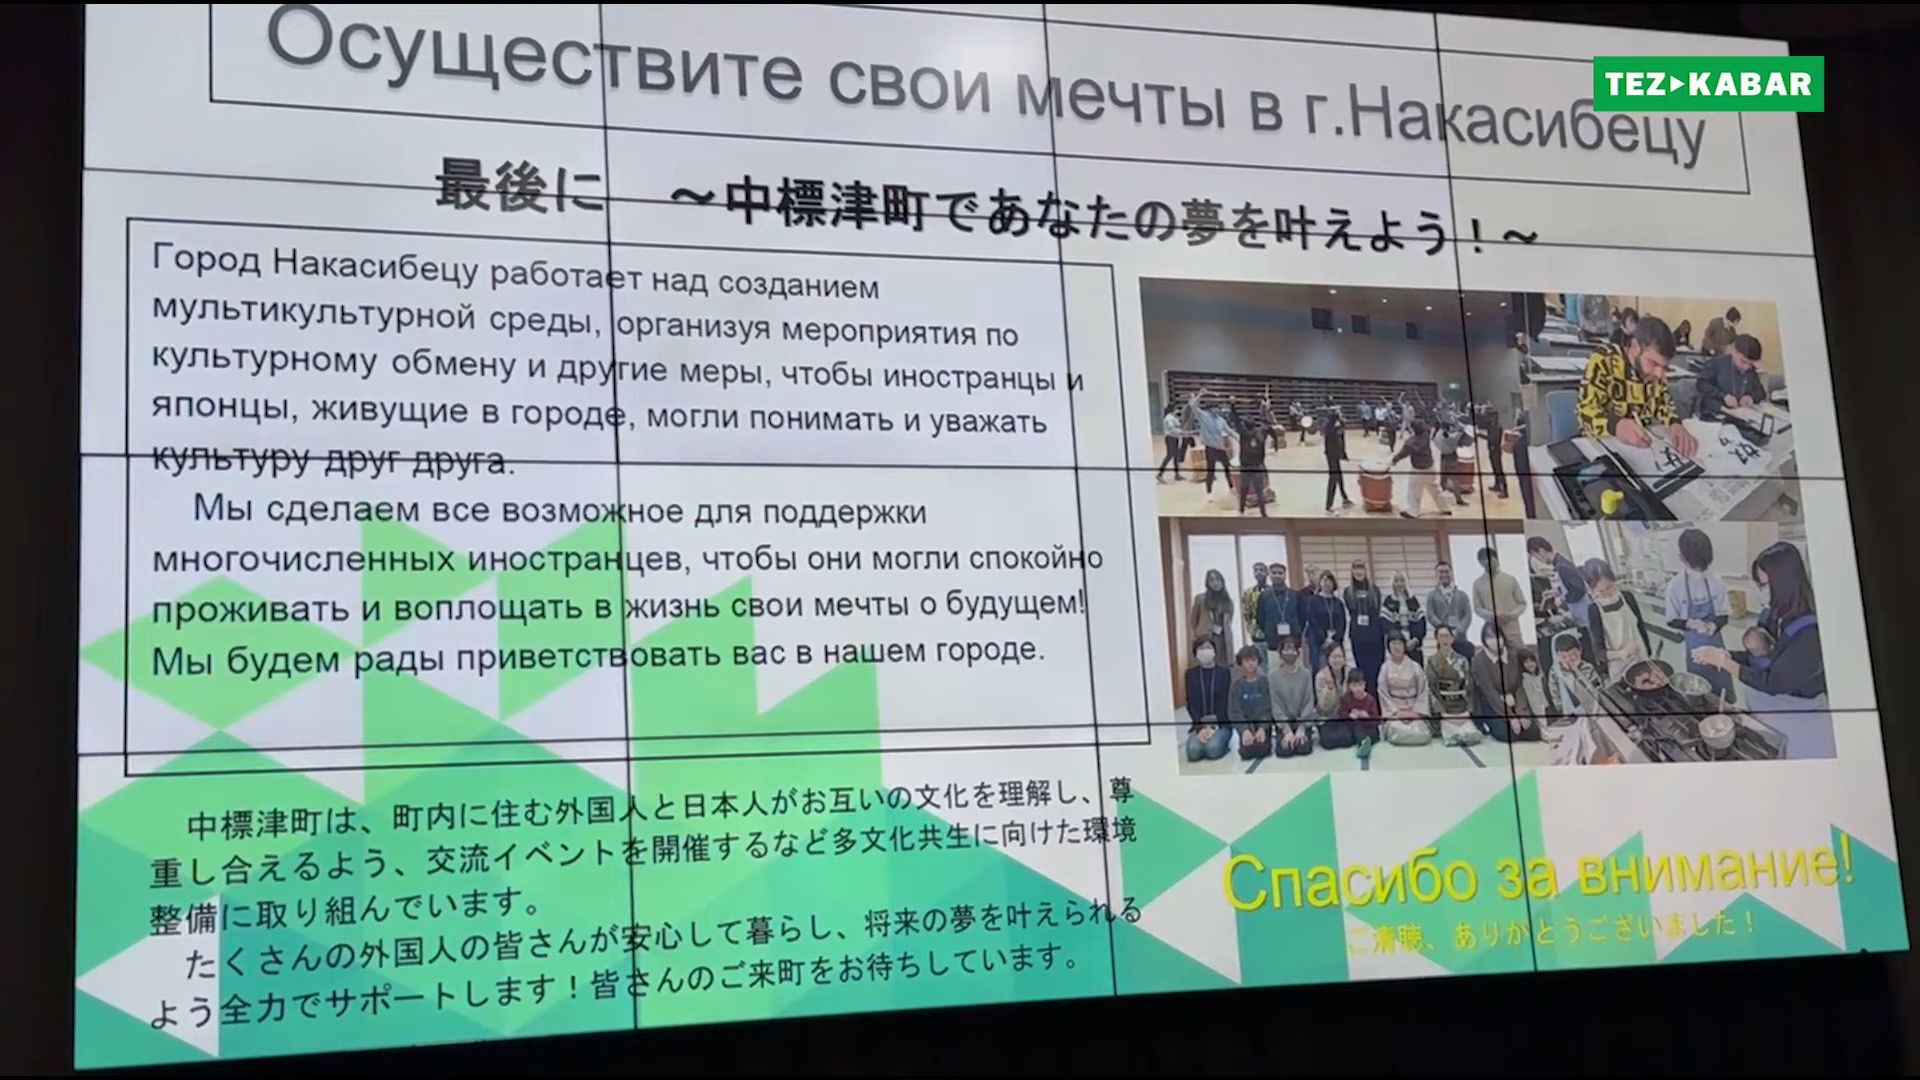 TEZ KABAR
Осуществите свои мечты в г.Накасибецу
最後に ～中標津町であなたの夢を叶えよう！～
Город Накасибецу работает над созданием
мультикультурной среды, организуя мероприятия по
культурному обмену и другие меры, чтобы иностранцы и
японцы, живущие в городе, могли понимать и уважать
культуру друг друга.
Мы сделаем все возможное для поддержки
многочисленных иностранцев, чтобы они могли спокойно
проживать и воплощать в жизнь свои мечты о будущем!
Мы будем рады приветствовать вас в нашем городе.
中標津町は、町内に住む外国人と日本人がお互いの文化を理解し、尊
重し合えるよう、交流イベントを開催するなど多文化共生に向けた環境
整備に取り組んでいます。
たくさんの外国人の皆さんが安心して暮らし、将来の夢を叶えられる
よう全力でサポートします！皆さんのご来町をお待ちしています。
Спасибо за внимание!
ご清聴、ありがとうございました！